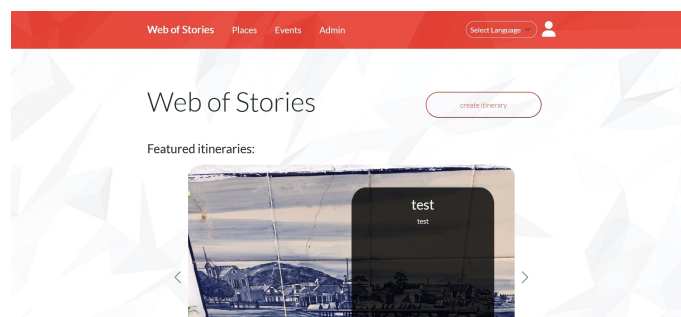 Web of Stories Places Events Admin Select Language
Web of Stories
create itinerary
Featured itineraries:
test
test